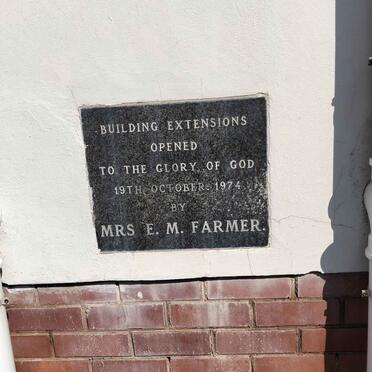 BUILDING EXTENSIONS
OPENED
TO THE GLORY OF GOD
19TH OCTOBER 1974
BY
MRS E. M. FARMER.